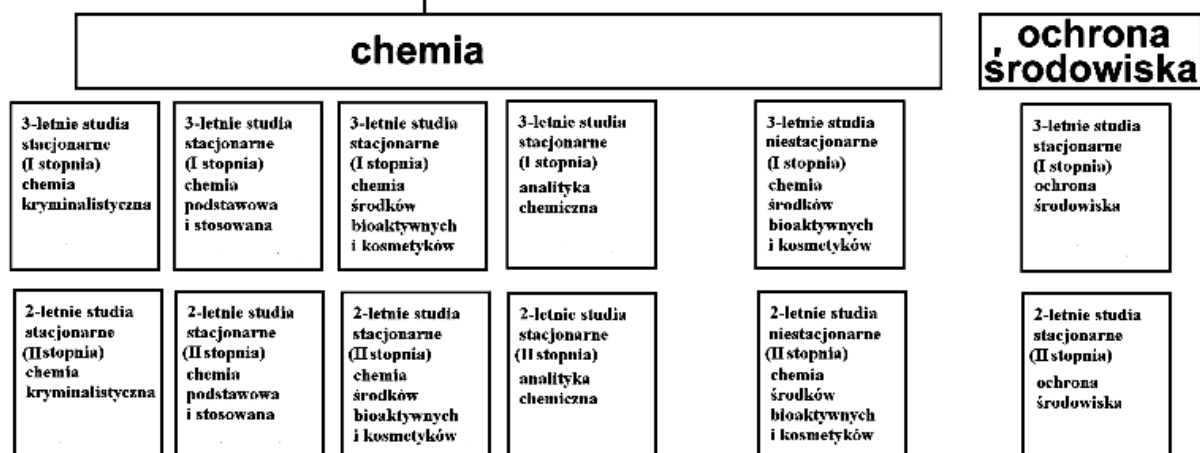 chemia
ochrona
środowiska
3-letnie studia
stacjonarne
(I stopnia)
chemia
kryminalistyczna
3-letnie studia
stacjonarne
(I stopnia)
chemia
podstawowa
i stosowana
3-letnie studia
stacjonarne
(I stopnia)
chemia
środków
bioaktywnych
i kosmetyków
3-letnie studia
stacjonarne
(I stopnia)
analityka
chemiczna
3-letnie studia
niestacjonarne
(I stopnia)
chemia
środków
bioaktywnych
i kosmetyków
3-letnie studia
stacjonarne
(I stopnia)
ochrona
środowiska
2-letnie studia
stacjonarne
(II stopnia)
chemia
kryminalistyczna
2-letnie studia
stacjonarne
(II stopnia)
chemia
podstawowa
i stosowana
2-letnie studia
stacjonarne
(II stopnia)
chemia
środków
bioaktywnych
i kosmetyków
2-letnie studia
stacjonarne
(II stopnia)
analityka
chemiczna
2-letnie studia
niestacjonarne
(II stopnia)
chemia
środków
bioaktywnych
i kosmetyków
2-letnie studia
stacjonarne
(II stopnia)
ochrona
środowiska